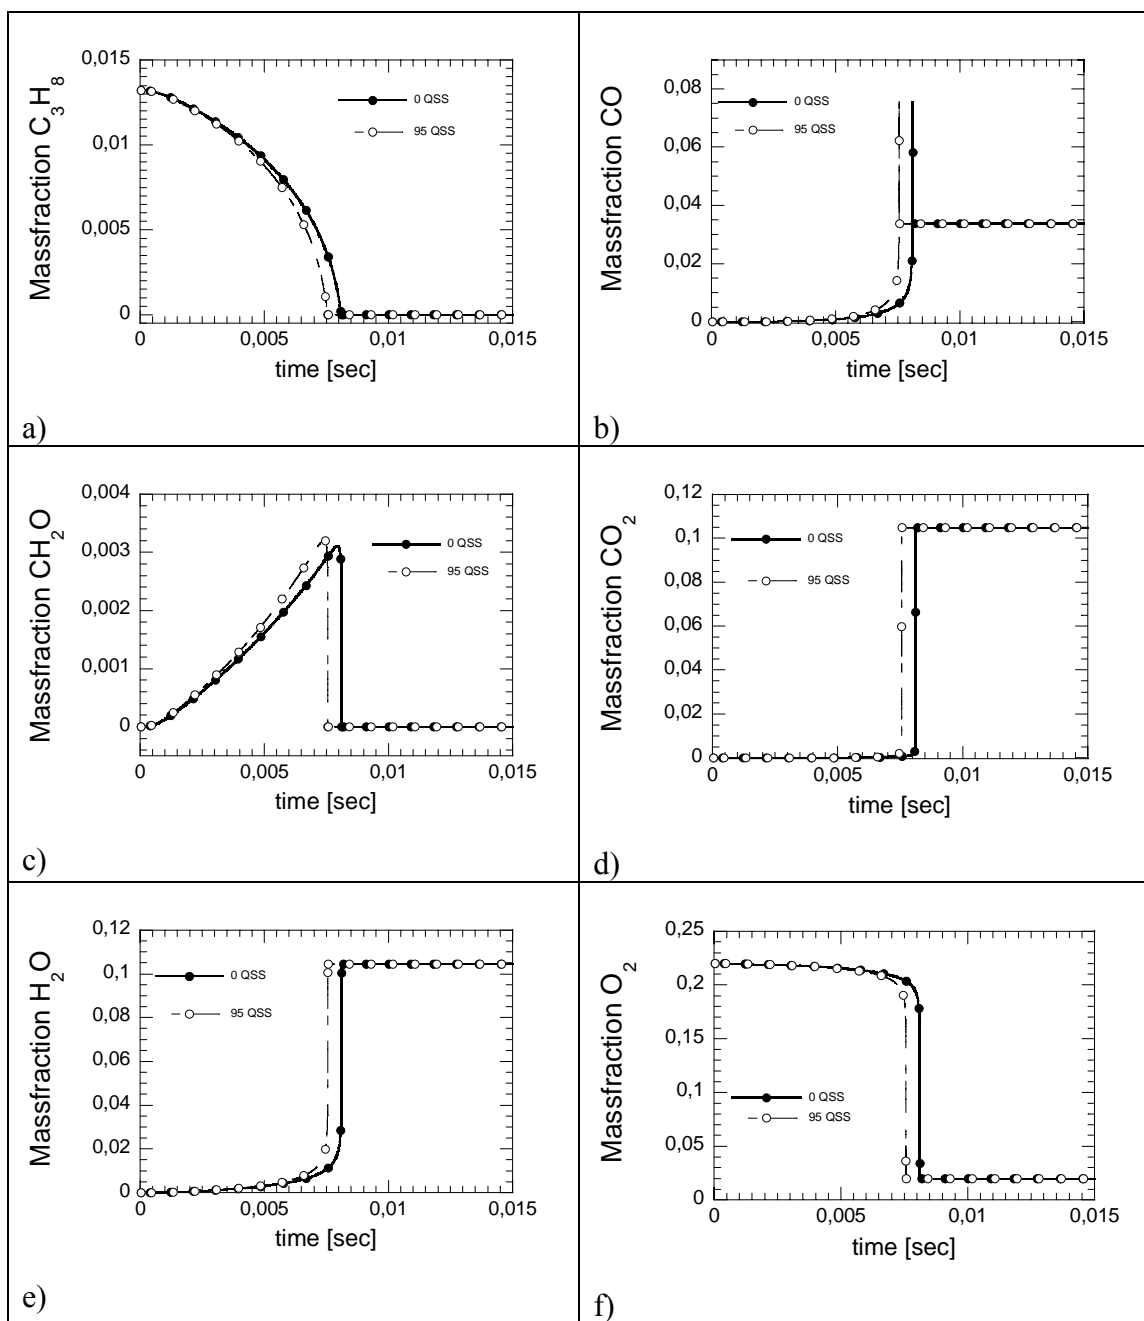 0,015
0,01
0,005
0
Massfraction C3H8
0 QSS
95 QSS
0 0,005 0,01 0,015
time [sec]
a)
0,08
0,06
0,04
0,02
0
Massfraction CO
0 QSS
95 QSS
0 0,005 0,01 0,015
time [sec]
b)
0,004
0,003
0,002
0,001
0
Massfraction CH2O
0 QSS
95 QSS
0 0,005 0,01 0,015
time [sec]
c)
0,12
0,1
0,08
0,06
0,04
0,02
0
Massfraction CO2
0 QSS
95 QSS
0 0,005 0,01 0,015
time [sec]
d)
0,12
0,1
0,08
0,06
0,04
0,02
0
Massfraction H2O
0 QSS
95 QSS
0 0,005 0,01 0,015
time [sec]
e)
0,25
0,2
0,15
0,1
0,050
0
Massfraction O2
0 QSS
95 QSS
0 0,005 0,01 0,015
time [sec]
f)